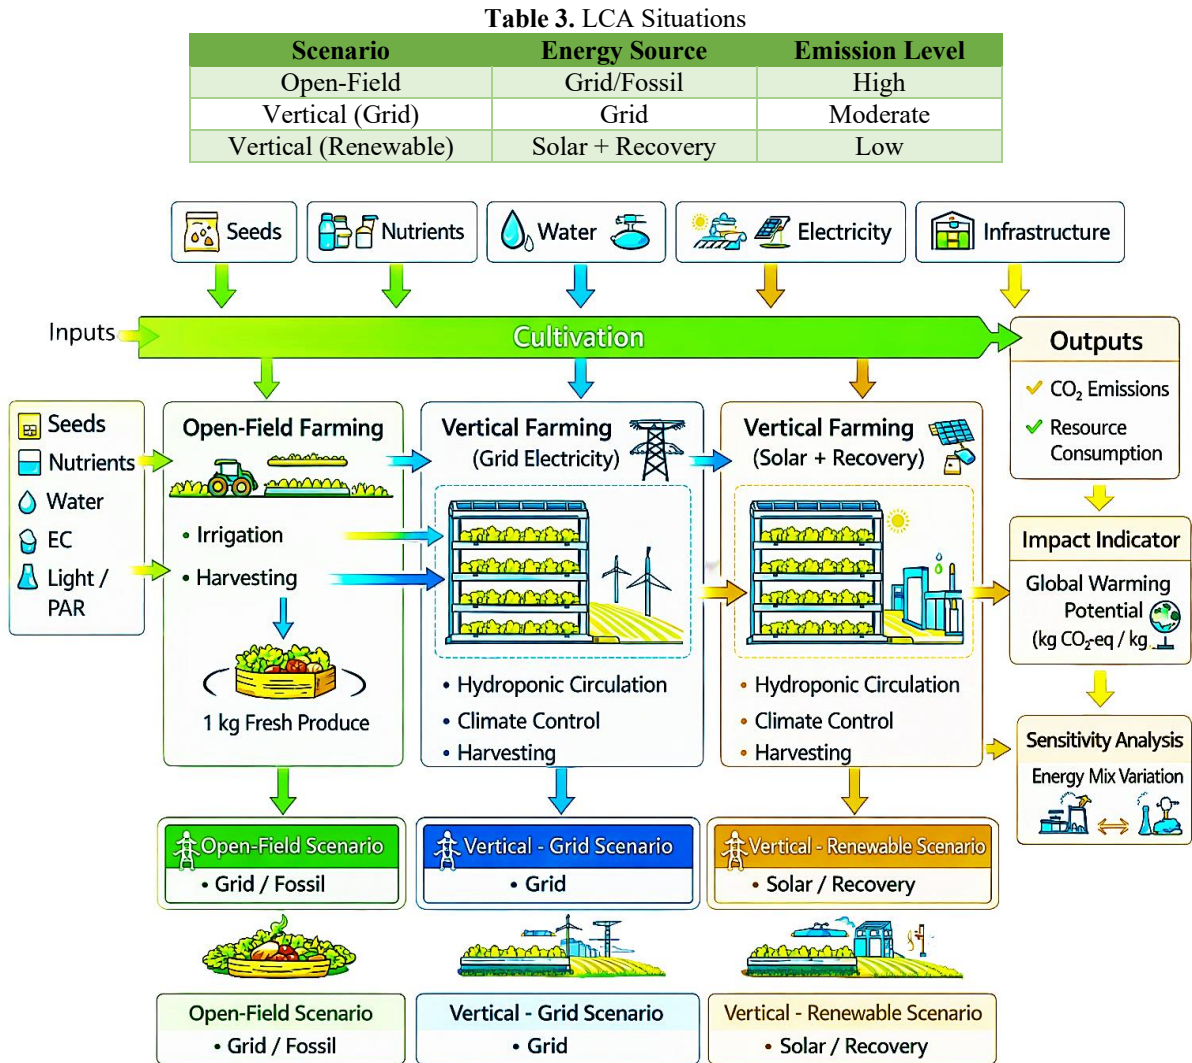 Table 3. LCA Situations
Scenario Energy Source Emission Level
Open-Field Grid/Fossil High
Vertical (Grid) Grid Moderate
Vertical (Renewable) Solar + Recovery Low
Seeds
Nutrients
Water
Electricity
Infrastructure
Inputs
Cultivation
Outputs
CO₂ Emissions
Resource
Consumption
Seeds
Nutrients
Water
EC
Light /
PAR
Open-Field Farming
• Irrigation
• Harvesting
1 kg Fresh Produce
Vertical Farming
(Grid Electricity)
• Hydroponic Circulation
• Climate Control
• Harvesting
Vertical Farming
(Solar + Recovery)
• Hydroponic Circulation
• Climate Control
• Harvesting
Impact Indicator
Global Warming
Potential
(kg CO₂-eq / kg
Sensitivity Analysis
Energy Mix Variation
Open-Field Scenario
• Grid / Fossil
Vertical - Grid Scenario
• Grid
Vertical - Renewable Scenario
• Solar / Recovery
Open-Field Scenario
• Grid / Fossil
Vertical - Grid Scenario
• Grid
Vertical - Renewable Scenario
• Solar / Recovery